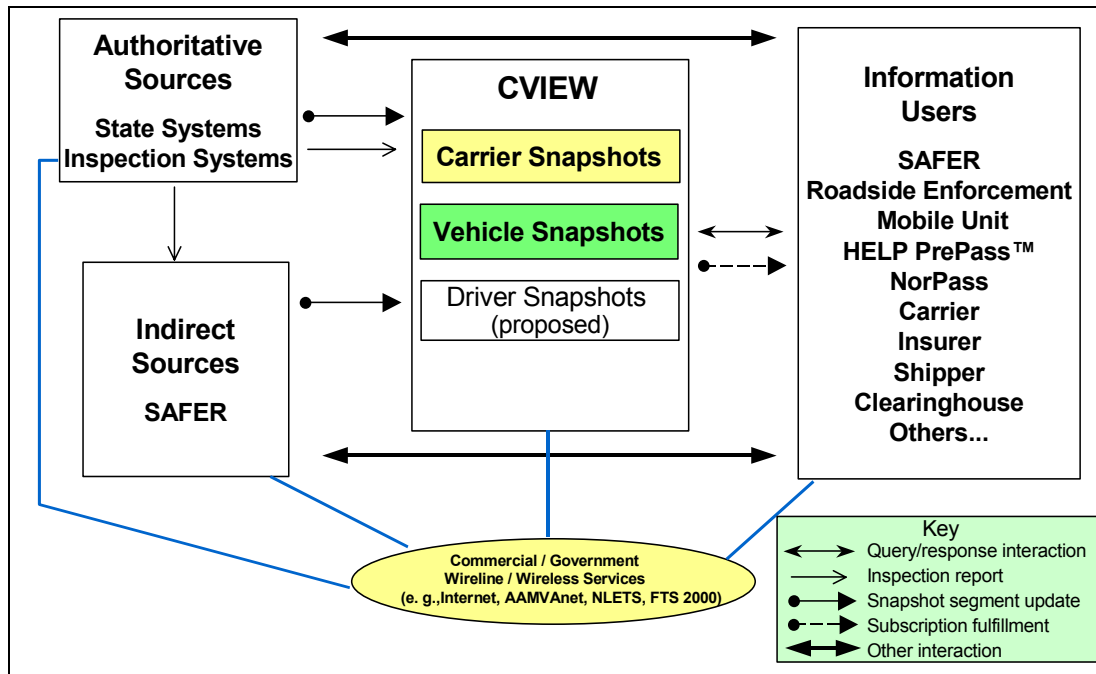 Authoritative
Sources
State Systems
Inspection Systems
Indirect
Sources
SAFER
CVIEW
Carrier Snapshots
Vehicle Snapshots
Driver Snapshots
(proposed)
Information
Users
SAFER
Roadside Enforcement
Mobile Unit
HELP PrePass™
NorPass
Carrier
Insurer
Shipper
Clearinghouse
Others...
Commercial / Government
Wireline / Wireless Services
(e. g.,Internet, AAMVAnet, NLETS, FTS 2000)
Key
Query/response interaction
Inspection report
Snapshot segment update
Subscription fulfillment
Other interaction